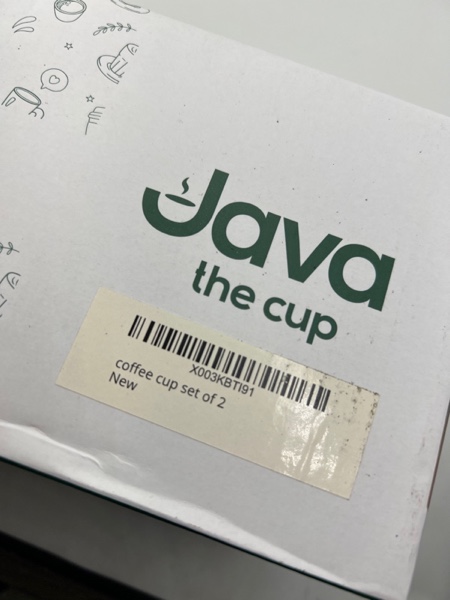 Java
the cup
X003KBTI91
coffee cup set of 2
New